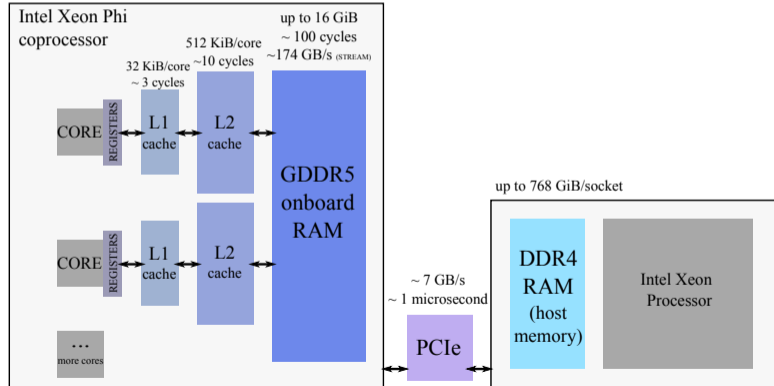 Intel Xeon Phi
coprocessor
up to 16 GiB
~ 100 cycles
~174 GB/s (STREAM)
512 KiB/core
~10 cycles
32 KiB/core
~ 3 cycles
CORE
REGISTERS
L1
cache
L2
cache
GDDR5
onboard
RAM
CORE
REGISTERS
L1
cache
L2
cache
...
more cores
~ 7 GB/s
~ 1 microsecond
PCIe
up to 768 GiB/socket
DDR4
RAM
(host
memory)
Intel Xeon
Processor